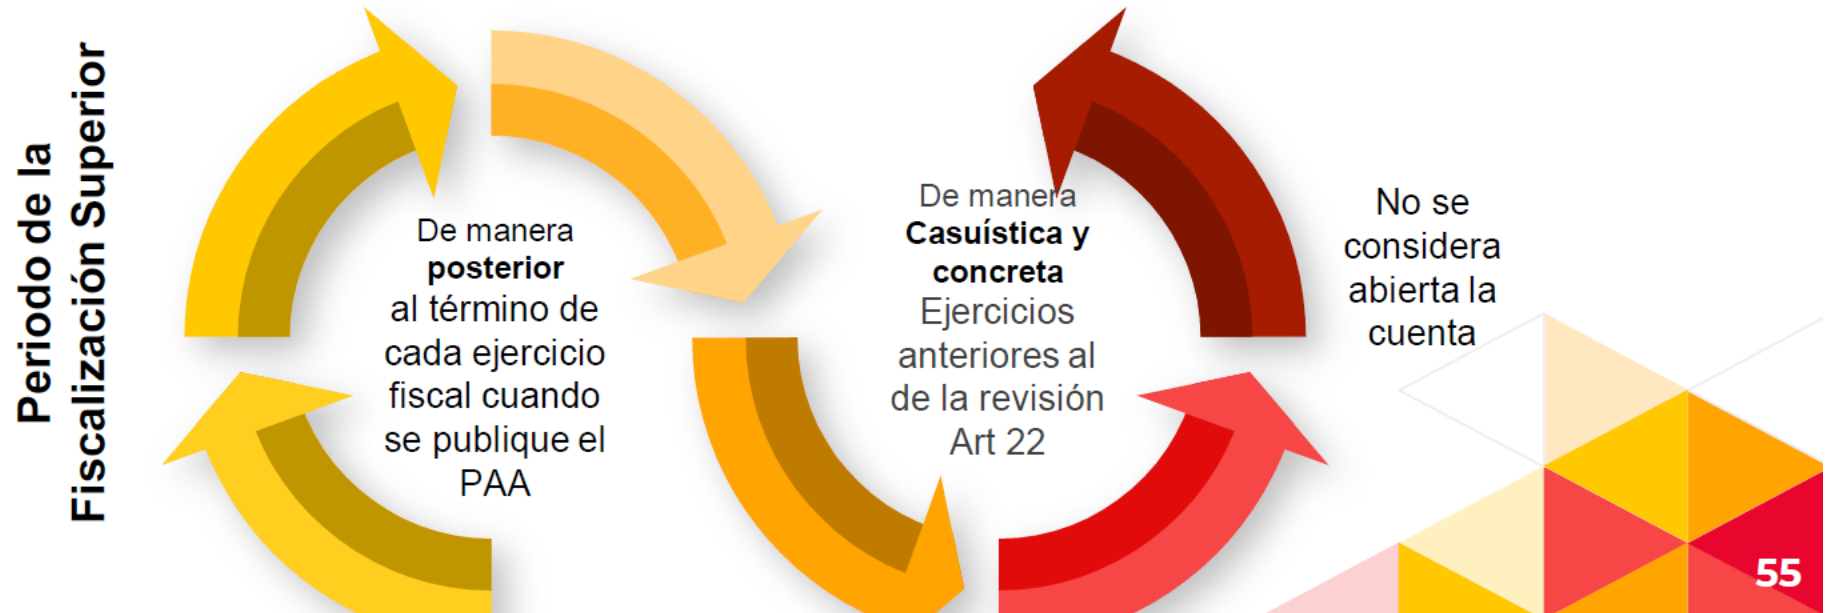 Periodo de la
Fiscalización Superior
De manera
posterior
al término de
cada ejercicio
fiscal cuando
se publique el
PAA
De manera
Casuística y
concreta
Ejercicios
anteriores al
de la revisión
Art 22
No se
considera
abierta la
cuenta
55